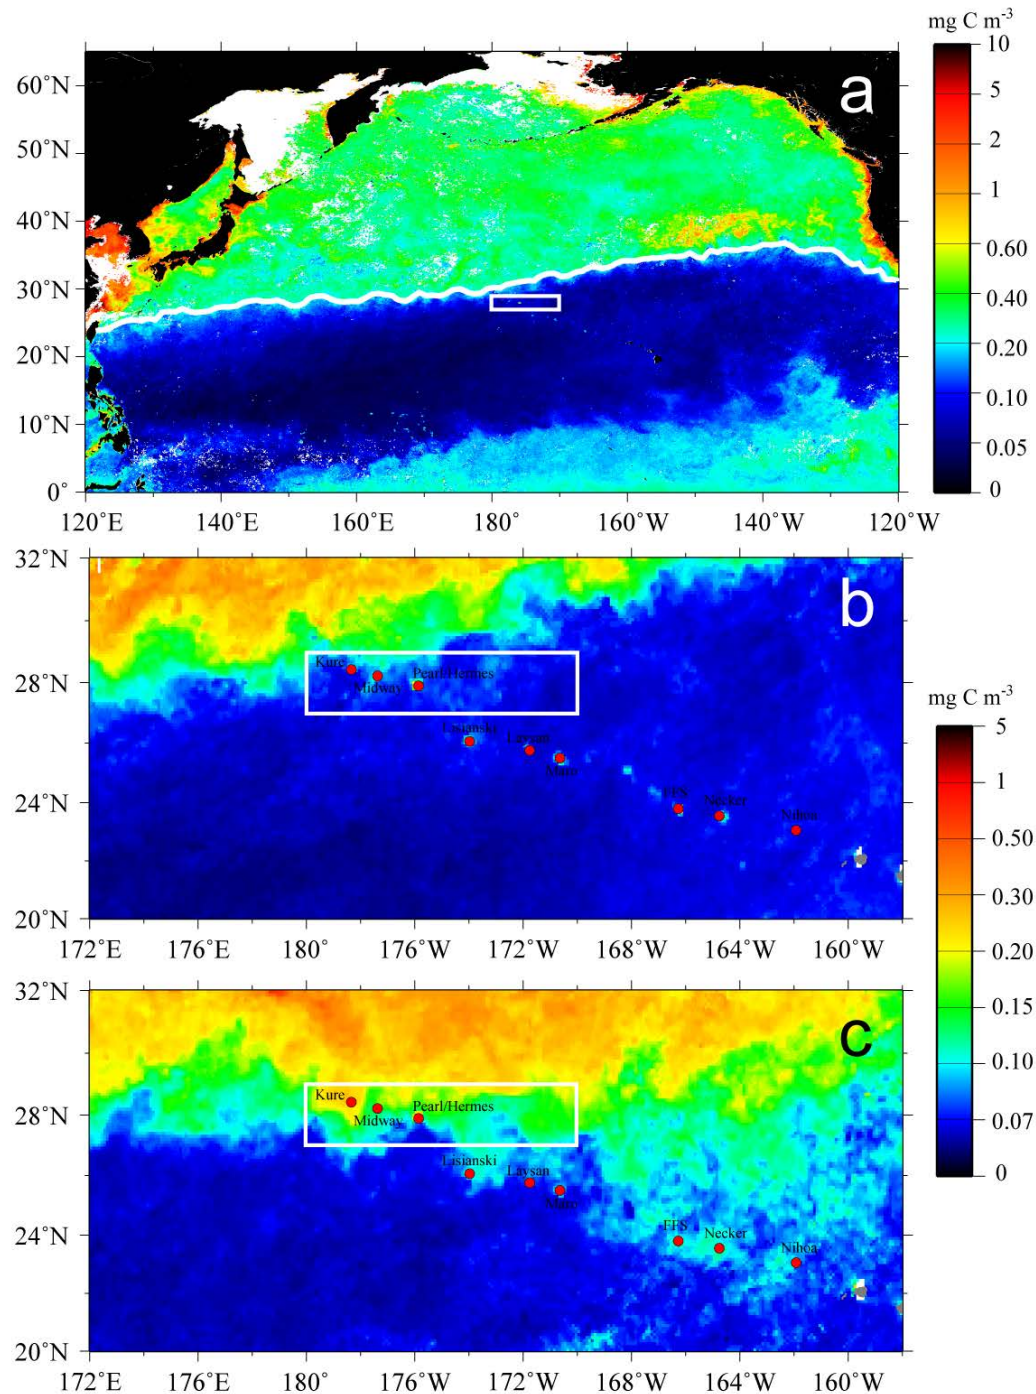 mg C m-3
a
60˚N
50˚N
40˚N
30˚N
20˚N
10˚N
0˚
120˚E
140˚E
160˚E
180˚
160˚W
140˚W
120˚W
10
5
2
1
0.60
0.40
0.20
0.10
0.05
0
b
32˚N
28˚N
24˚N
20˚N
Kure
Midway
Pearl/Hermes
Lisianski
Laysan
Maro
FFS
Necker
Nihoa
172˚E
176˚E
180˚
176˚W
172˚W
168˚W
164˚W
160˚W
mg C m-3
5
1
0.50
0.30
0.20
0.15
0.10
0.07
0
c
32˚N
28˚N
24˚N
20˚N
Kure
Midway
Pearl/Hermes
Lisianski
Laysan
Maro
FFS
Necker
Nihoa
172˚E
176˚E
180˚
176˚W
172˚W
168˚W
164˚W
160˚W